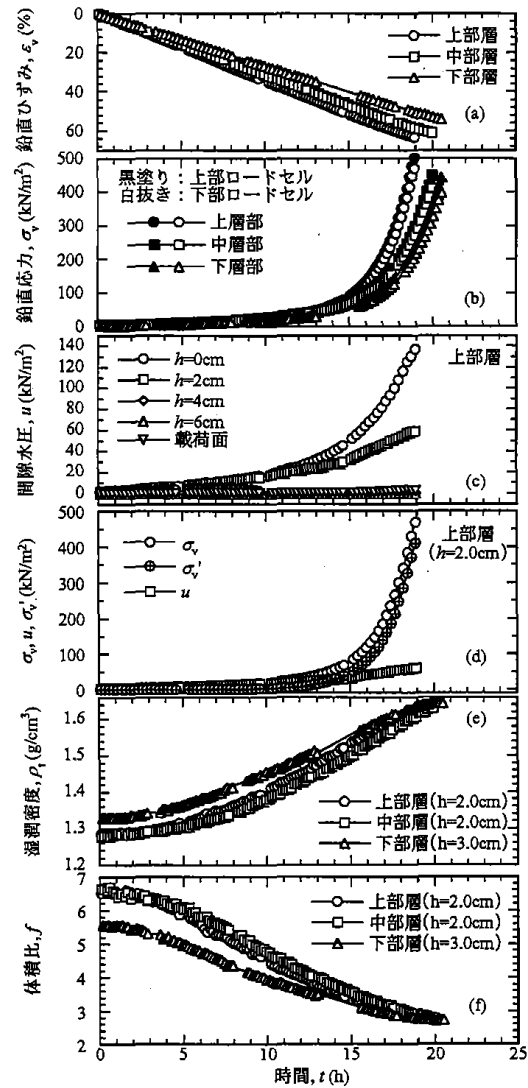 鉛直ひずみ, εv (%)
0
20
40
60
上部層
中部層
下部層
(a)
鉛直応力, σv (kN/m²)
500
400
300
200
100
0
黒塗り:上部ロードセル
白抜き:下部ロードセル
上層部
中層部
下層部
(b)
間隙水圧, u (kN/m²)
140
120
100
80
60
40
20
0
h=0cm
h=2cm
h=4cm
h=6cm
載荷面
上部層
(c)
σv, u, σv' (kN/m²)
500
400
300
200
100
0
σv
σv'
u
上部層
(h=2.0cm)
(d)
湿潤密度, ρt (g/cm³)
1.6
1.5
1.4
1.3
1.2
(e)
上部層(h=2.0cm)
中部層(h=2.0cm)
下部層(h=3.0cm)
体積比, f
7
6
5
4
3
2
上部層(h=2.0cm)
中部層(h=2.0cm)
下部層(h=3.0cm)
(f)
0 5 10 15 20 25
時間, t (h)